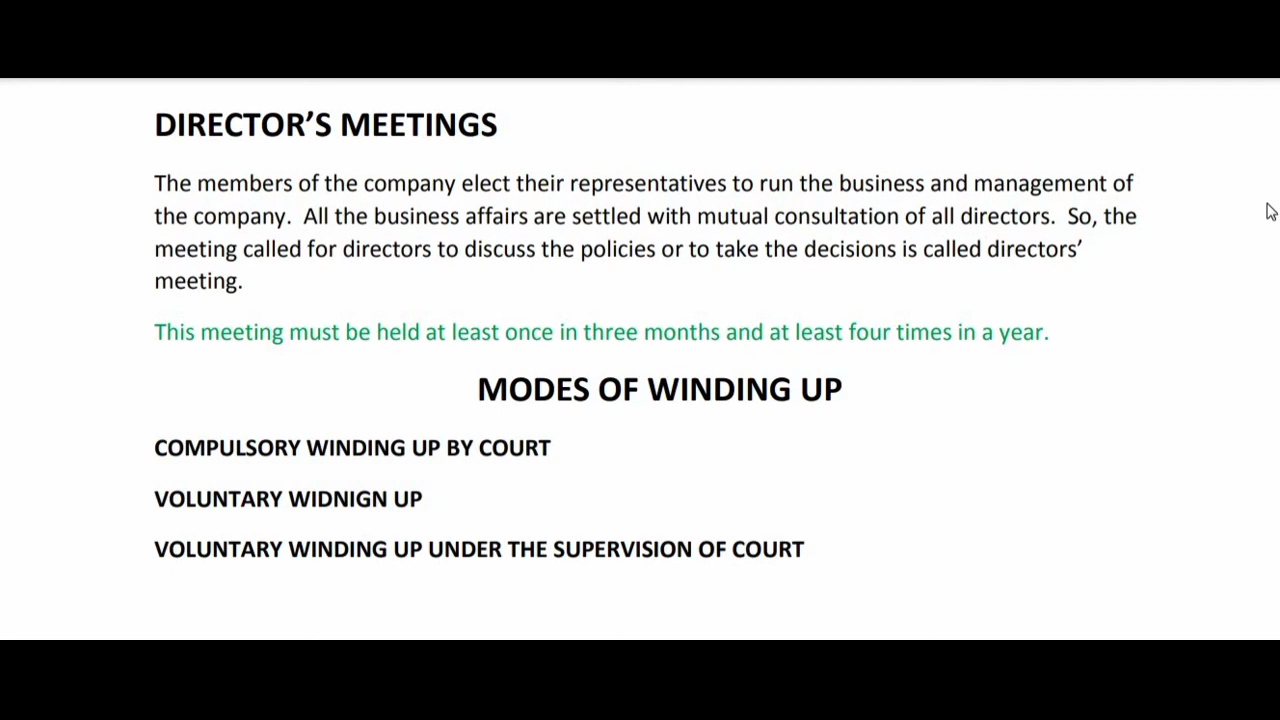 DIRECTOR’S MEETINGS
The members of the company elect their representatives to run the business and management of
the company.  All the business affairs are settled with mutual consultation of all directors.  So, the
meeting called for directors to discuss the policies or to take the decisions is called directors’
meeting.
This meeting must be held at least once in three months and at least four times in a year.
MODES OF WINDING UP
COMPULSORY WINDING UP BY COURT
VOLUNTARY WIDNIGN UP
VOLUNTARY WINDING UP UNDER THE SUPERVISION OF COURT